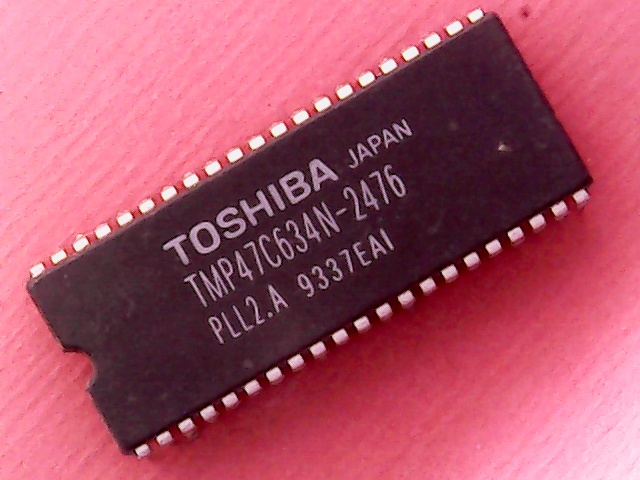 TOSHIBA JAPAN
TMP47C634N-2476
PLL2.A 9337EAI